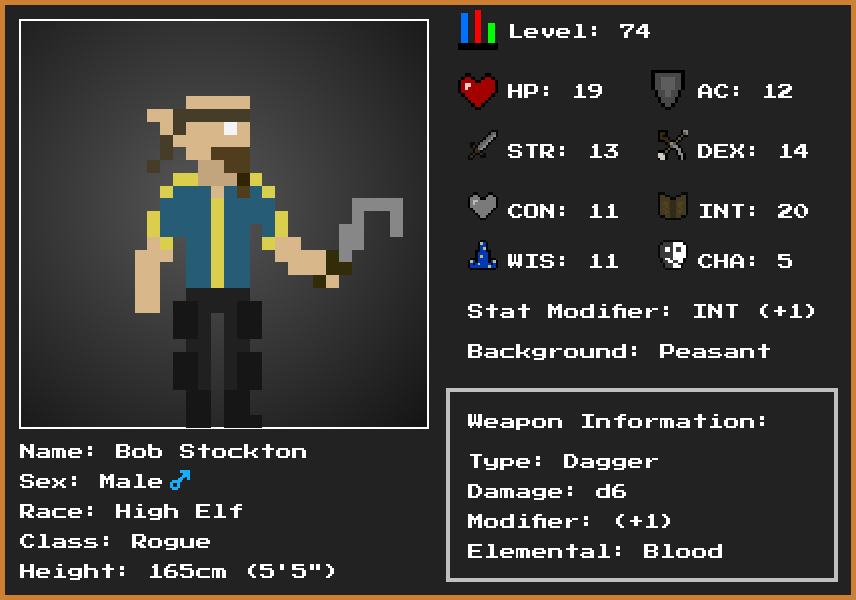 Level: 74
HP: 19 AC: 12
STR: 13 DEX: 14
CON: 11 INT: 20
WIS: 11 CHA: 5
Stat Modifier: INT (+1)
Background: Peasant
Weapon Information:
Type: Dagger
Damage: d6
Modifier: (+1)
Elemental: Blood
Name: Bob Stockton
Sex: Male ♂
Race: High Elf
Class: Rogue
Height: 165cm (5'5")